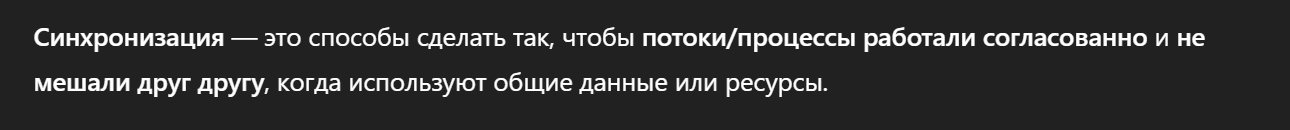 Синхронизация — это способы сделать так, чтобы потоки/процессы работали согласованно и не
мешали друг другу, когда используют общие данные или ресурсы.